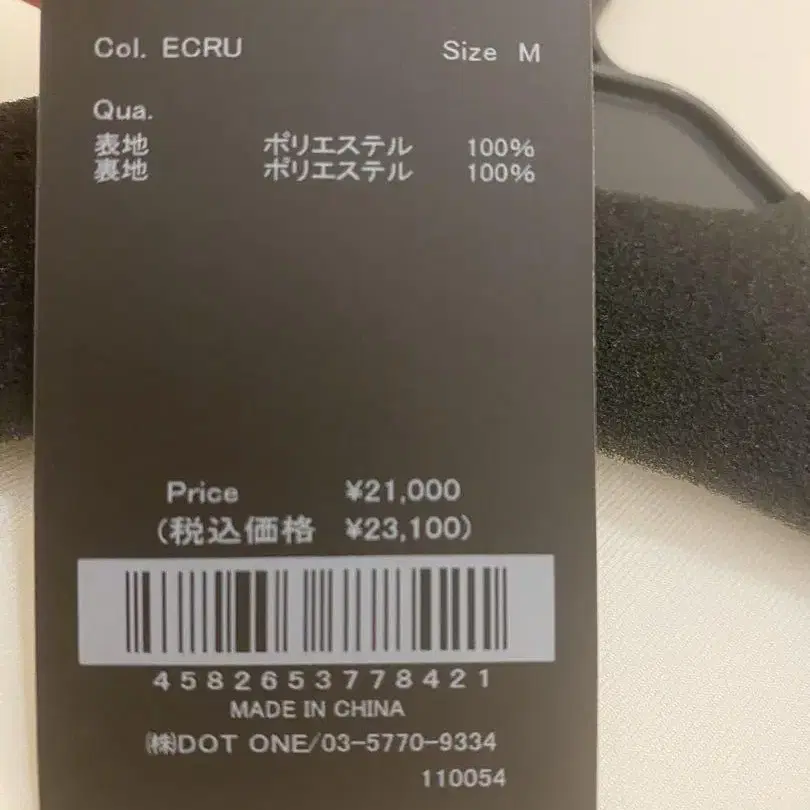 Col. ECRU Size M
Qua.
表地 ポリエステル 100%
裏地 ポリエステル 100%
Price ¥21,000
(税込価格 ¥23,100)
4582653778421
MADE IN CHINA
㈱DOT ONE/03-5770-9334
110054